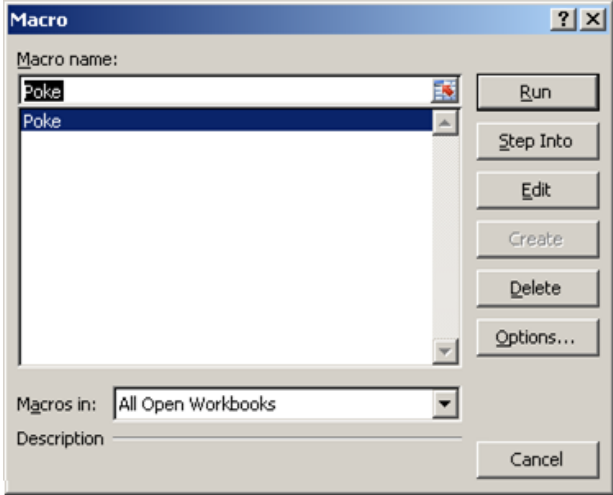 Macro
Macro name:
Poke
Poke
Run
Step Into
Edit
Create
Delete
Options...
Macros in: All Open Workbooks
Description
Cancel